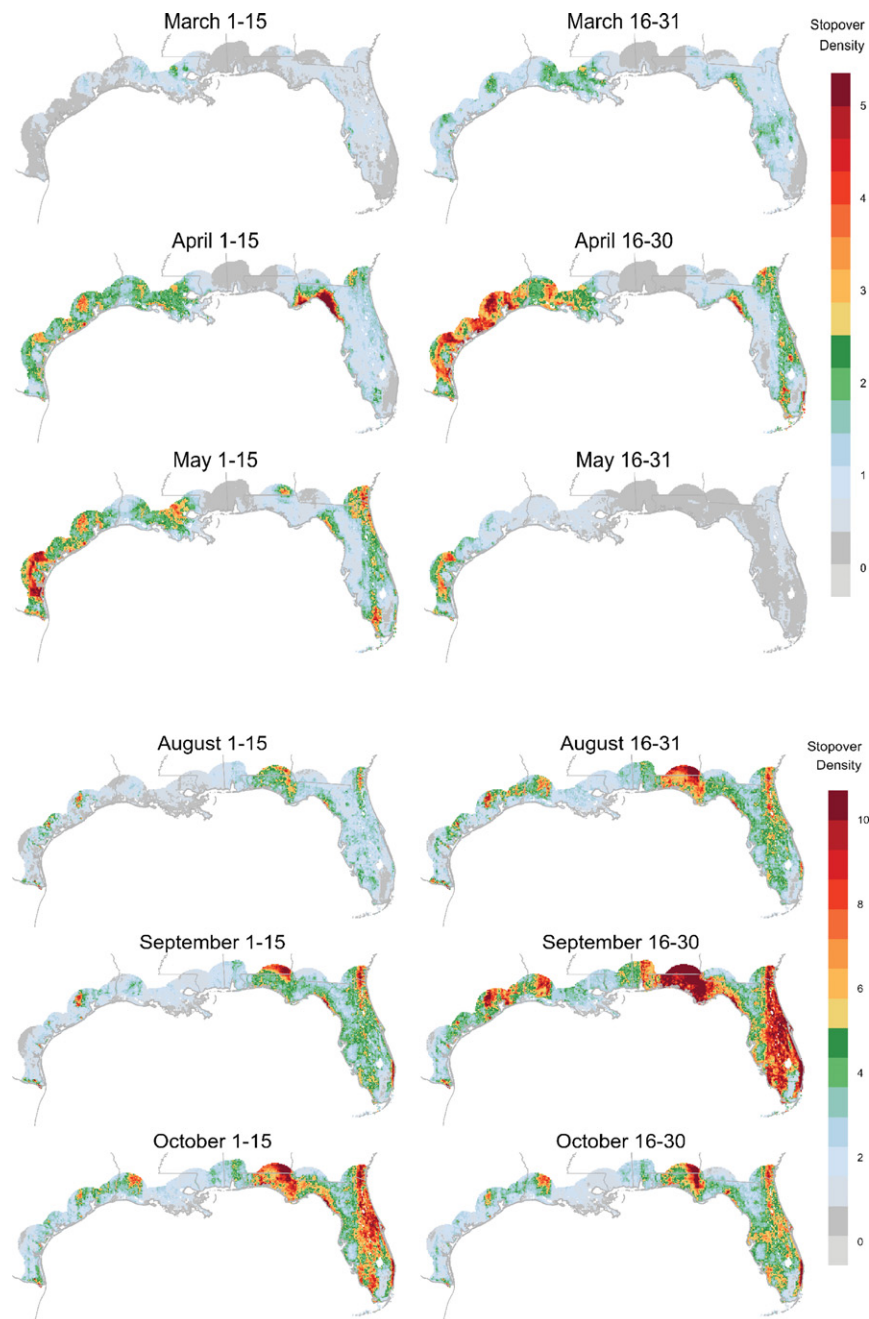 March 1-15
March 16-31
Stopover
Density
5
4
3
2
1
0
April 1-15
April 16-30
May 1-15
May 16-31
August 1-15
August 16-31
Stopover
Density
10
8
6
4
2
0
September 1-15
September 16-30
October 1-15
October 16-30